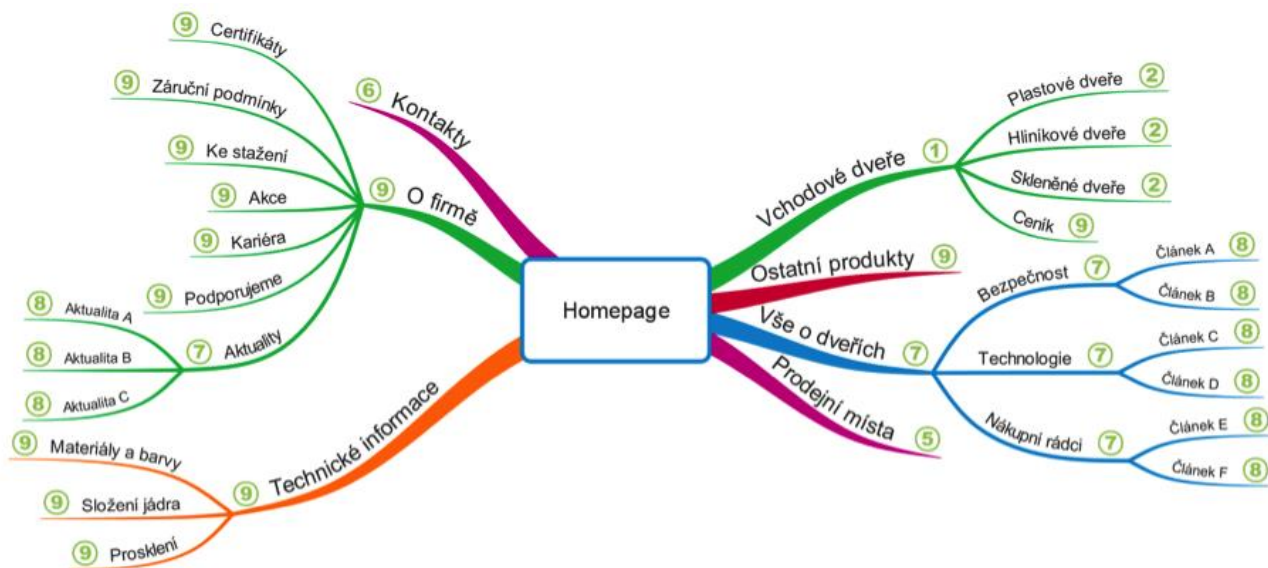 Homepage
Kontakty 6
O firmě 9
Certifikáty 9
Záruční podmínky 9
Ke stažení 9
Akce 9
Kariéra 9
Podporujeme 9
Aktuality 7
Aktualita A 8
Aktualita B 8
Aktualita C 8
Technické informace 9
Materiály a barvy 9
Složení jádra 9
Prosklení 9
Vchodové dveře 1
Plastové dveře 2
Hliníkové dveře 2
Skleněné dveře 2
Ceník 9
Ostatní produkty 9
Vše o dveřích 7
Bezpečnost 7
Článek A 8
Článek B 8
Technologie 7
Článek C 8
Článek D 8
Nákupní rádci 7
Článek E 8
Článek F 8
Prodejní místa 5